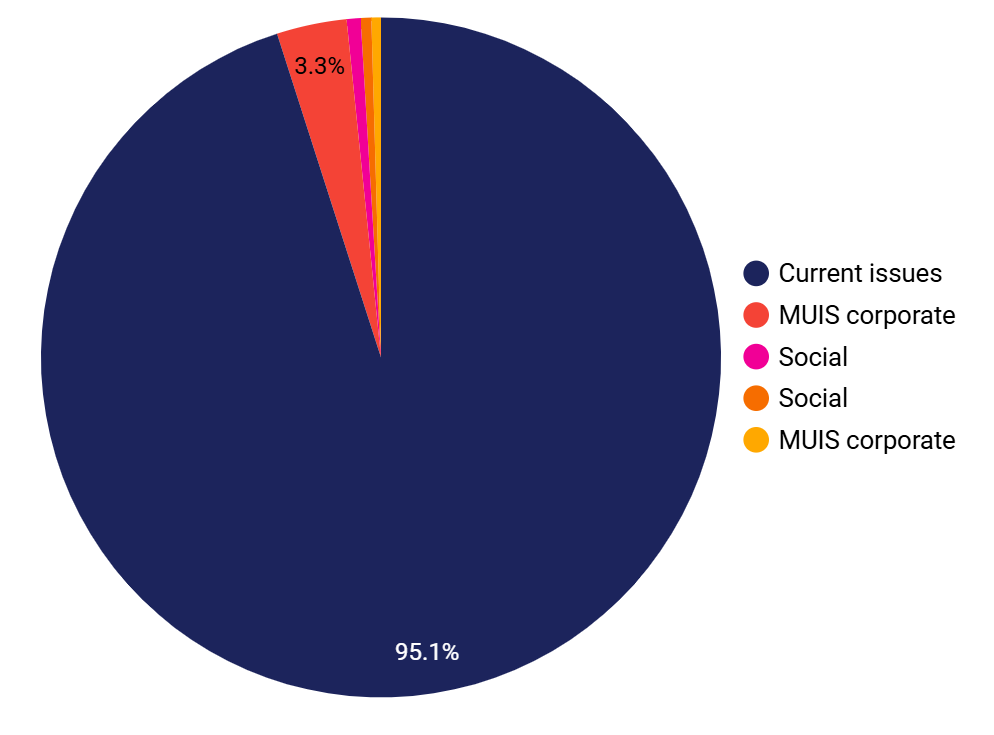 3.3%
Current issues
MUIS corporate
Social
Social
MUIS corporate
95.1%